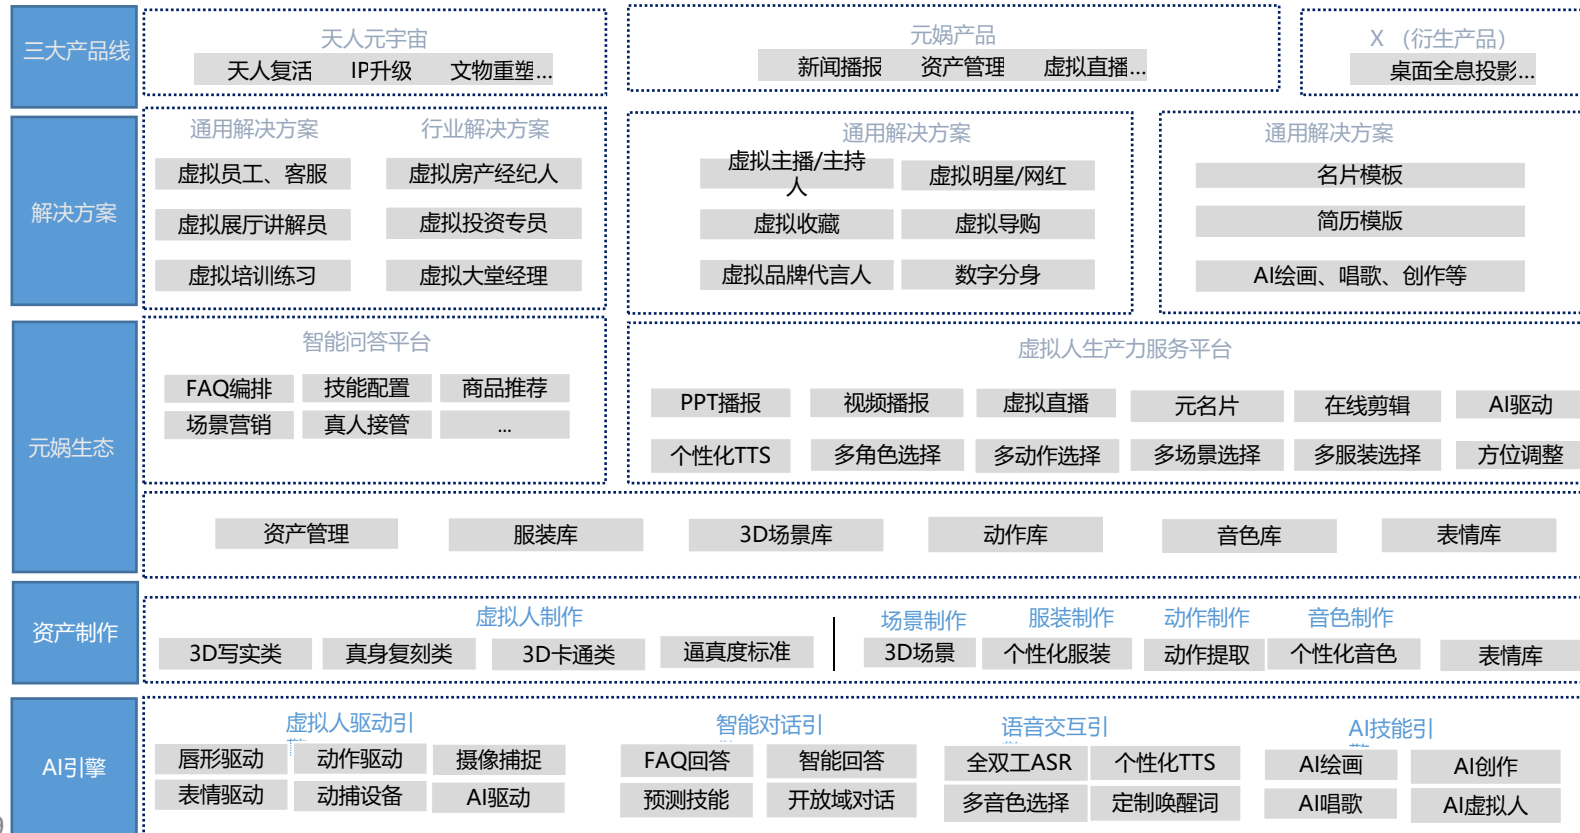 三大产品线
天人元宇宙
天人复活 IP升级 文物重塑...
元娲产品
新闻播报 资产管理 虚拟直播...
X （衍生产品）
桌面全息投影...
解决方案
通用解决方案 行业解决方案
虚拟员工、客服 虚拟房产经纪人
虚拟展厅讲解员 虚拟投资专员
虚拟培训练习 虚拟大堂经理
通用解决方案
虚拟主播/主持
人
虚拟明星/网红
虚拟收藏 虚拟导购
虚拟品牌代言人 数字分身
通用解决方案
名片模板
简历模版
AI绘画、唱歌、创作等
元娲生态
智能问答平台
FAQ编排 技能配置 商品推荐
场景营销 真人接管 ...
虚拟人生产力服务平台
PPT播报 视频播报 虚拟直播 元名片 在线剪辑 AI驱动
个性化TTS 多角色选择 多动作选择 多场景选择 多服装选择 方位调整
资产管理 服装库 3D场景库 动作库 音色库 表情库
资产制作
虚拟人制作
3D写实类 真身复刻类 3D卡通类 逼真度标准
场景制作 服装制作 动作制作 音色制作
3D场景 个性化服装 动作提取 个性化音色 表情库
AI引擎
虚拟人驱动引
唇形驱动 动作驱动 摄像捕捉
表情驱动 动捕设备 AI驱动
智能对话引
FAQ回答 智能回答
预测技能 开放域对话
语音交互引
全双工ASR 个性化TTS
多音色选择 定制唤醒词
AI技能引
AI绘画 AI创作
AI唱歌 AI虚拟人